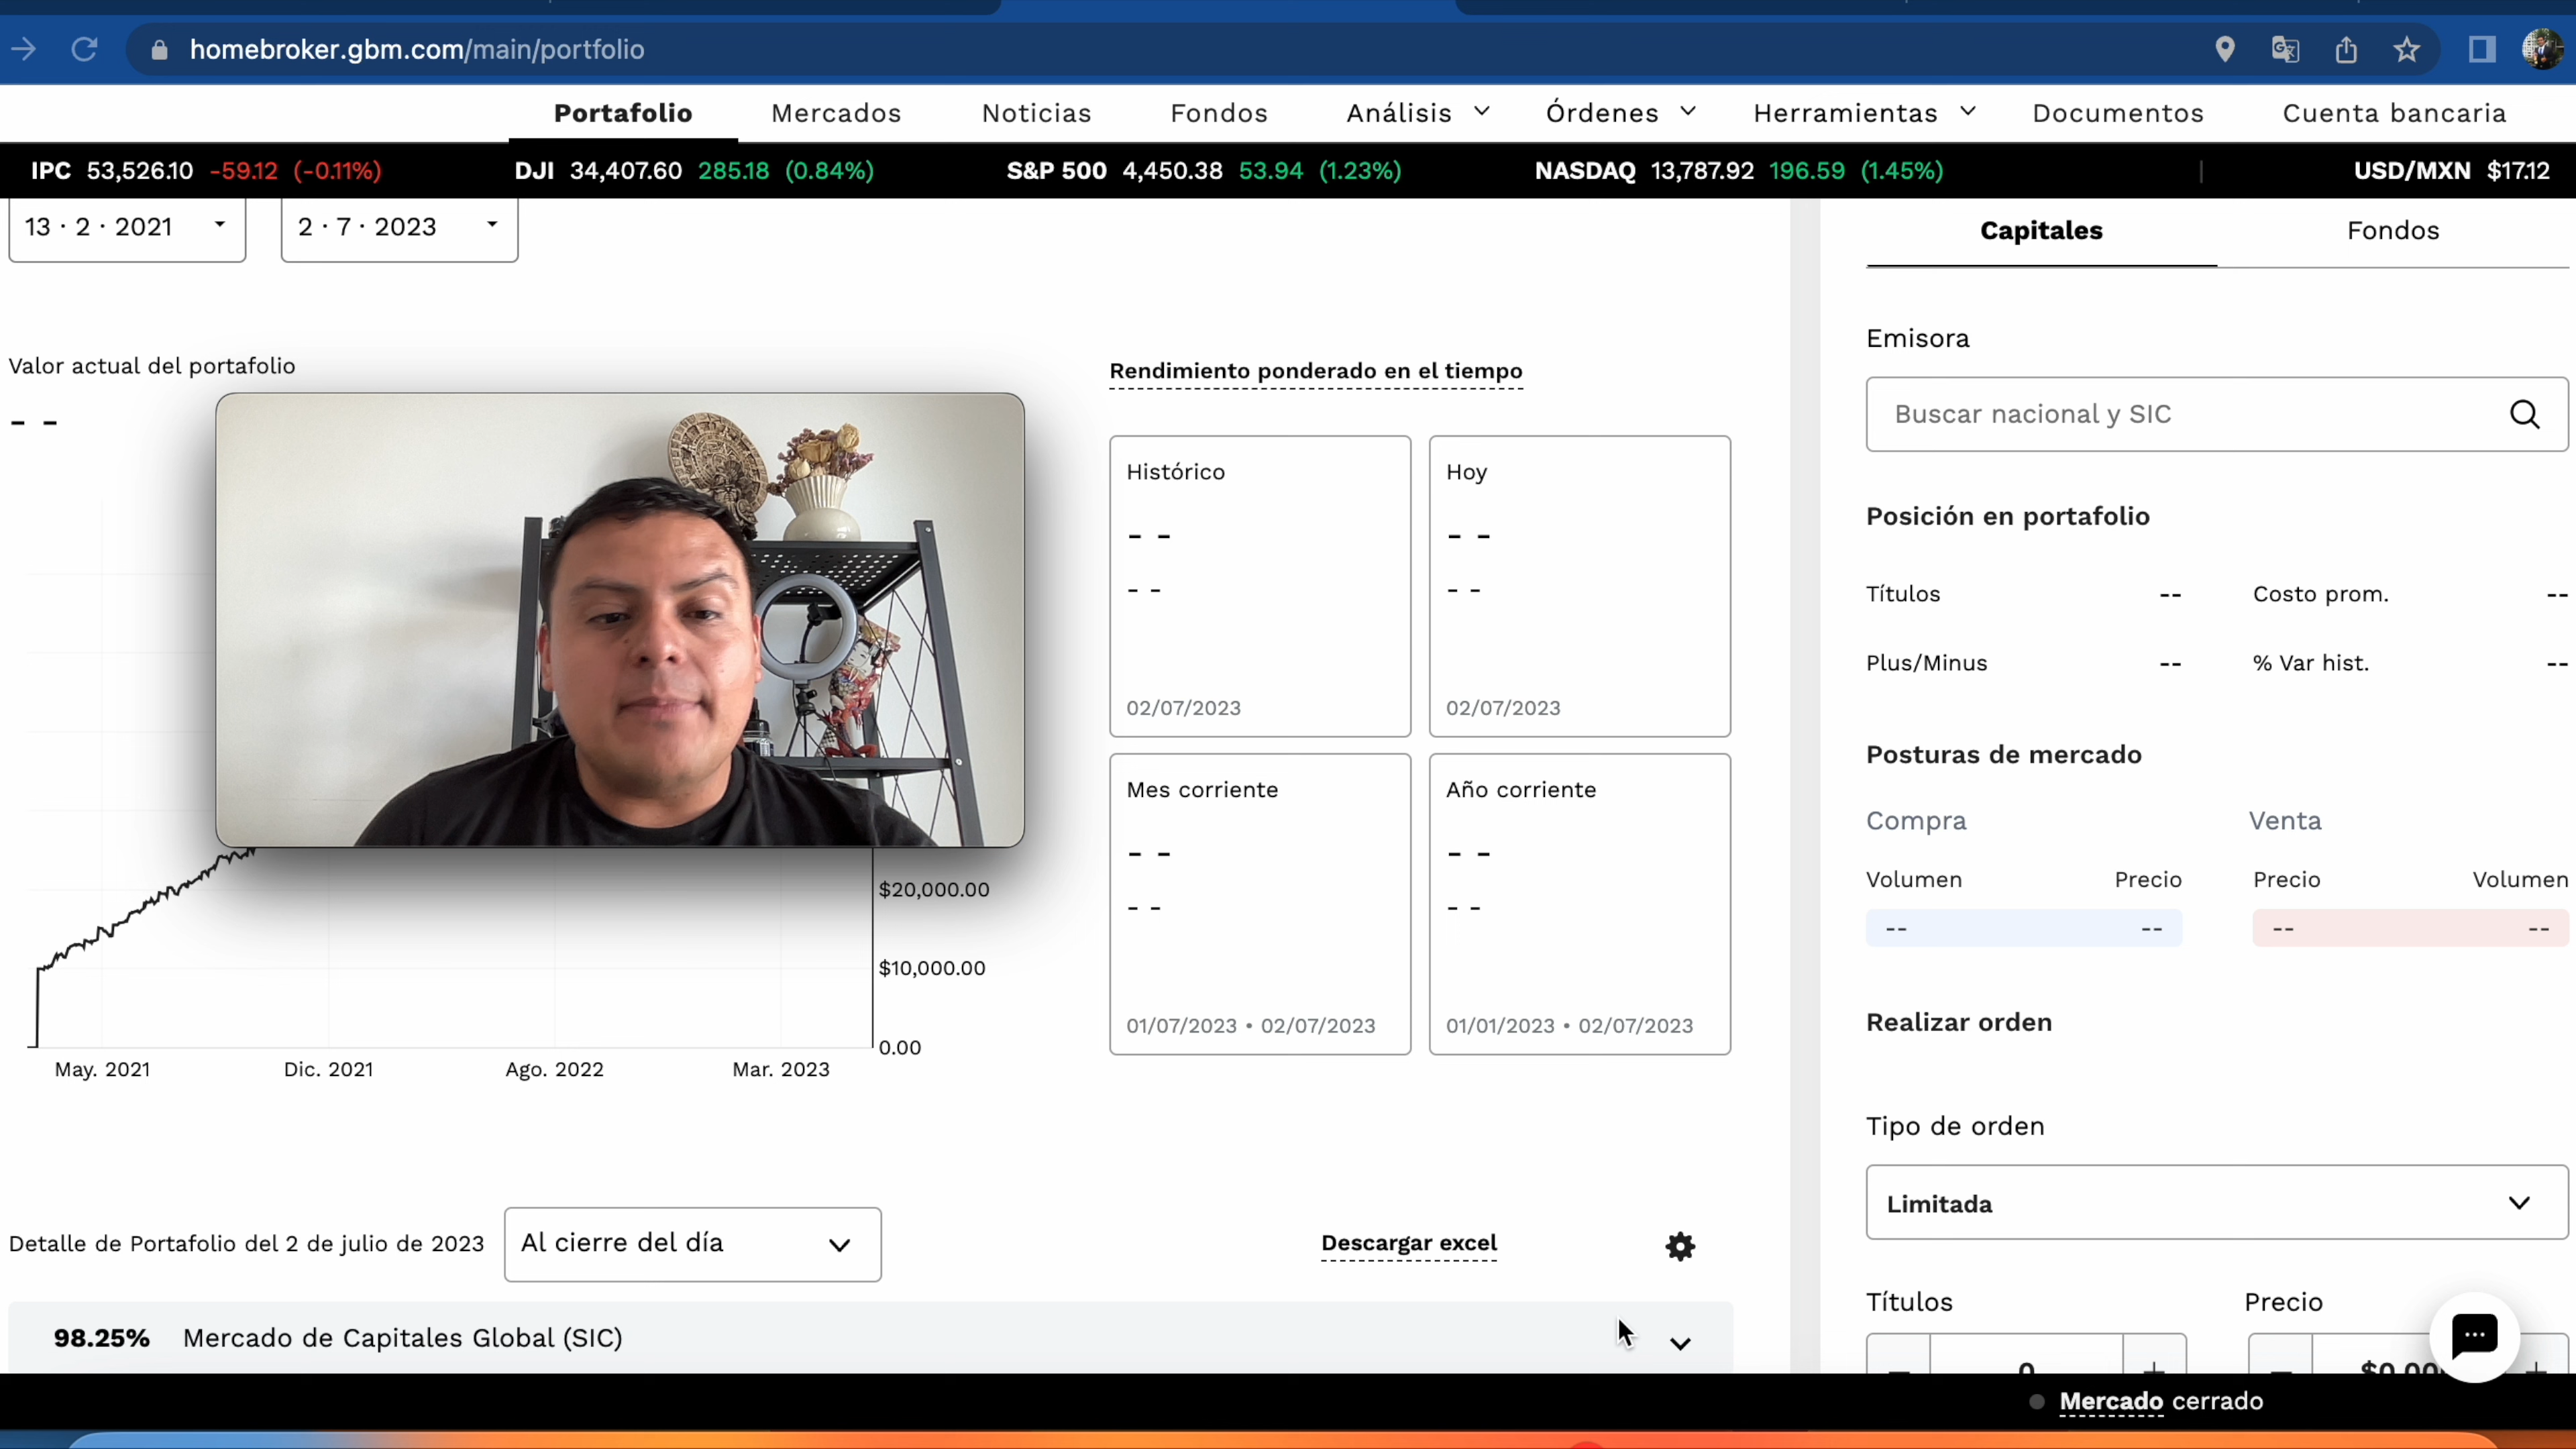 homebroker.gbm.com/main/portfolio
Portafolio Mercados Noticias Fondos Análisis Órdenes Herramientas Documentos Cuenta bancaria
IPC 53,526.10 -59.12 (-0.11%) DJI 34,407.60 285.18 (0.84%) S&P 500 4,450.38 53.94 (1.23%) NASDAQ 13,787.92 196.59 (1.45%) | USD/MXN $17.12
13 · 2 · 2021 2 · 7 · 2023
Capitales Fondos
Valor actual del portafolio
- -
Rendimiento ponderado en el tiempo
Histórico
- -
- -
02/07/2023
Hoy
- -
- -
02/07/2023
Mes corriente
- -
- -
01/07/2023 • 02/07/2023
Año corriente
- -
- -
01/01/2023 • 02/07/2023
$20,000.00
$10,000.00
0.00
May. 2021 Dic. 2021 Ago. 2022 Mar. 2023
Detalle de Portafolio del 2 de julio de 2023 Al cierre del día Descargar excel
98.25% Mercado de Capitales Global (SIC)
Emisora
Buscar nacional y SIC
Posición en portafolio
Títulos -- Costo prom. --
Plus/Minus -- % Var hist. --
Posturas de mercado
Compra Venta
Volumen Precio Precio Volumen
-- -- -- --
Realizar orden
Tipo de orden
Limitada
Títulos Precio
− 0 + − $0.00 +
Mercado cerrado